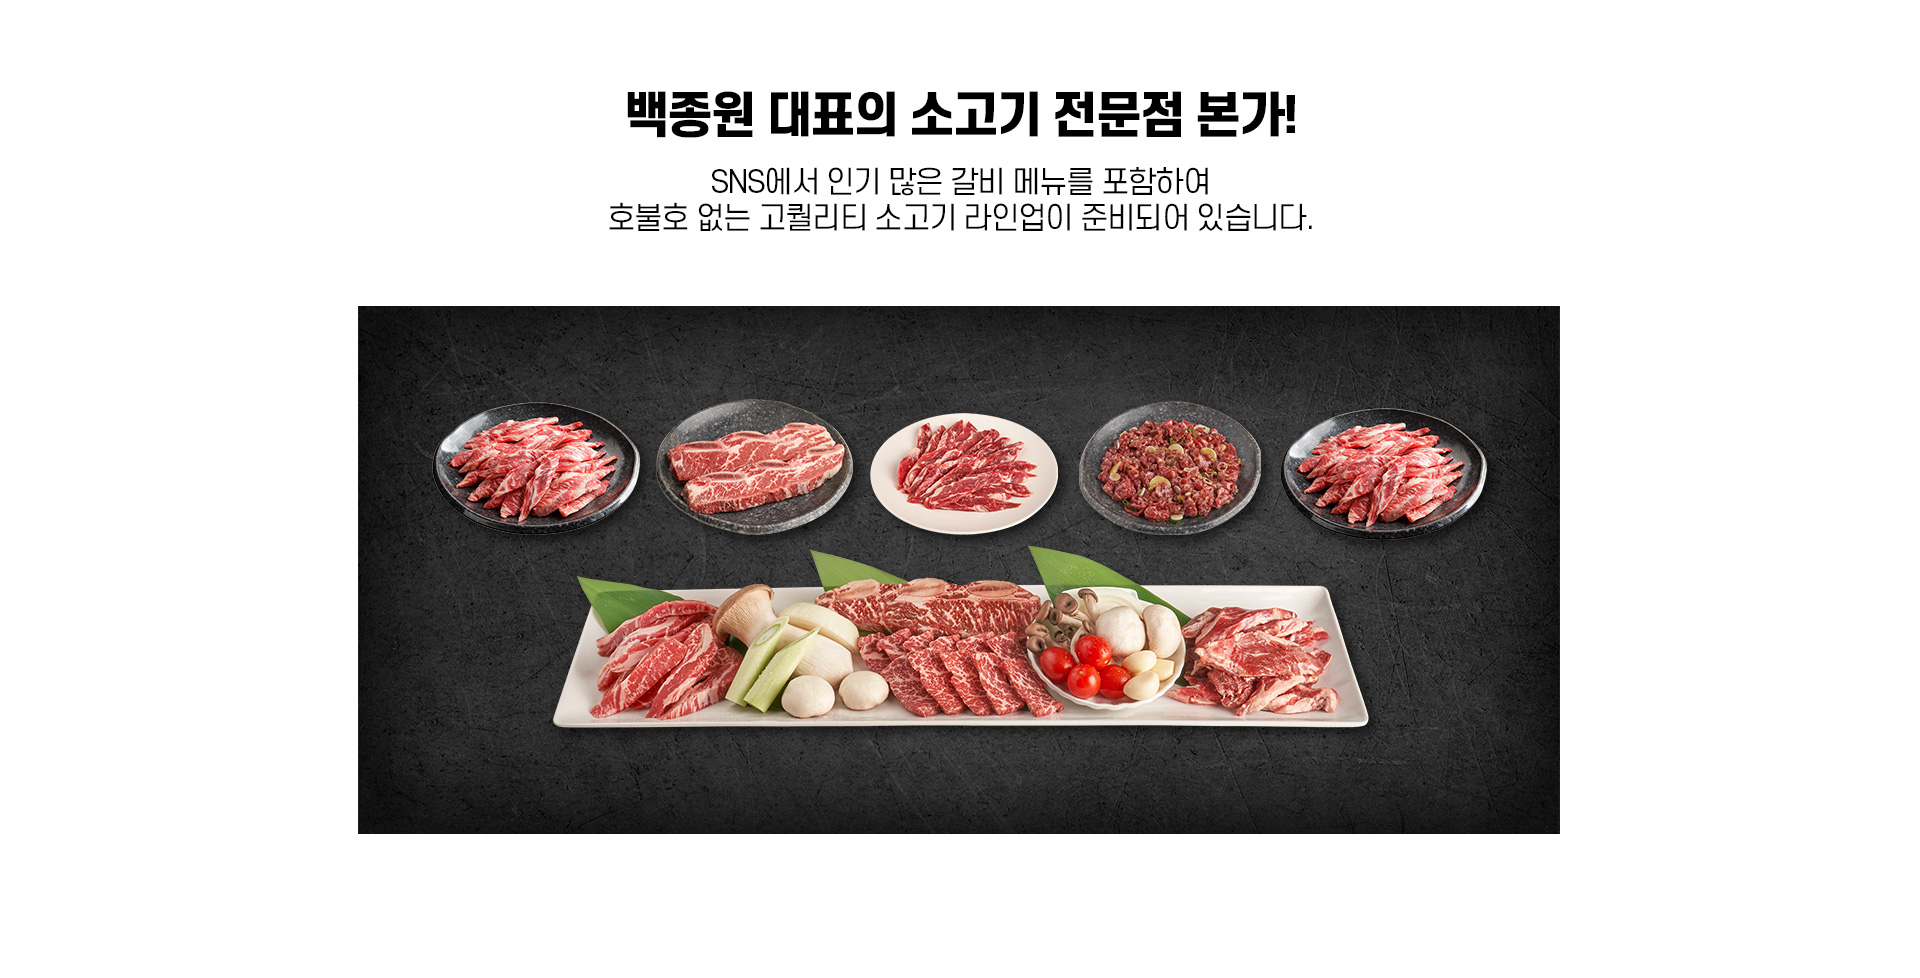 백종원 대표의 소고기 전문점 본가!
SNS에서 인기 많은 갈비 메뉴를 포함하여
호불호 없는 고퀄리티 소고기 라인업이 준비되어 있습니다.